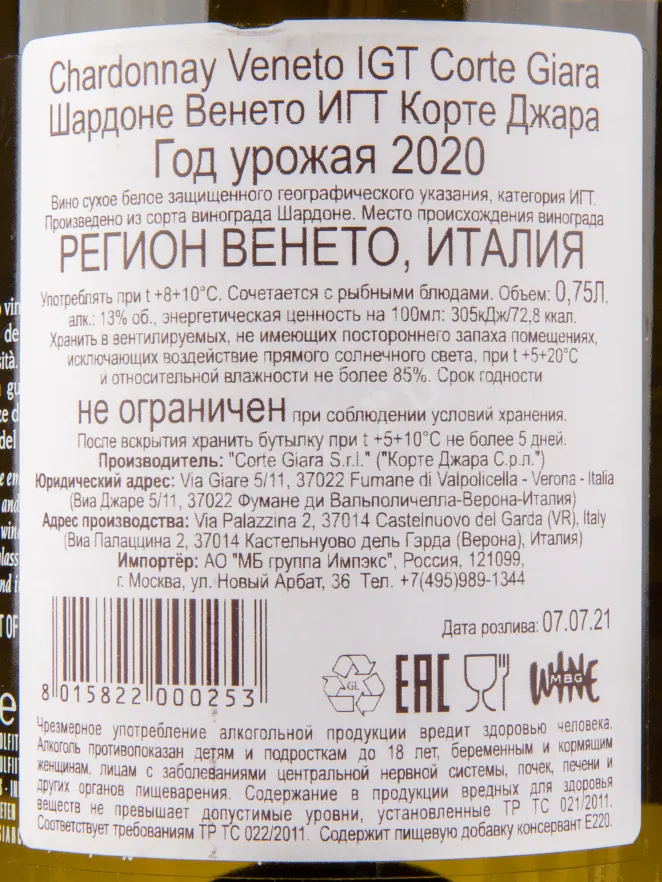 Chardonnay Veneto IGT Corte Giara
Шардоне Венето ИГТ Корте Джара
Год урожая 2020
Вино сухое белое защищенного географического указания, категория ИГТ.
Произведено из сорта винограда Шардоне. Место происхождения винограда
РЕГИОН ВЕНЕТО, ИТАЛИЯ
Употреблять при t +8+10°C. Сочетается с рыбными блюдами. Объем: 0,75Л,
алк.: 13% об., энергетическая ценность на 100мл: 305кДж/72,8 ккал.
Хранить в вентилируемых, не имеющих постороннего запаха помещениях,
исключающих воздействие прямого солнечного света, при t +5+20°C
и относительной влажности не более 85%. Срок годности
не ограничен при соблюдении условий хранения.
После вскрытия хранить бутылку при t +5+10°C не более 5 дней.
Производитель: "Corte Giara S.r.l." ("Корте Джара С.р.л.")
Юридический адрес: Via Giare 5/11, 37022 Fumane di Valpolicella - Verona - Italia
(Виа Джаре 5/11, 37022 Фумане ди Вальполичелла-Верона-Италия)
Адрес производства: Via Palazzina 2, 37014 Castelnuovo del Garda (VR), Italy
(Виа Палаццина 2, 37014 Кастельнуово дель Гарда (Верона), Италия)
Импортёр: АО "МБ группа Импэкс", Россия, 121099,
г. Москва, ул. Новый Арбат, 36 Тел. +7(495)989-1344
Дата розлива: 07.07.21
8 015822 000253
GL
EAC
WINE
MBG
Чрезмерное употребление алкогольной продукции вредит здоровью человека.
Алкоголь противопоказан детям и подросткам до 18 лет, беременным и кормящим
женщинам, лицам с заболеваниями центральной нервной системы, почек, печени и
других органов пищеварения. Содержание в продукции вредных для здоровья
веществ не превышает допустимые уровни, установленные ТР ТС 021/2011.
Соответствует требованиям ТР ТС 022/2011. Содержит пищевую добавку консервант Е220.